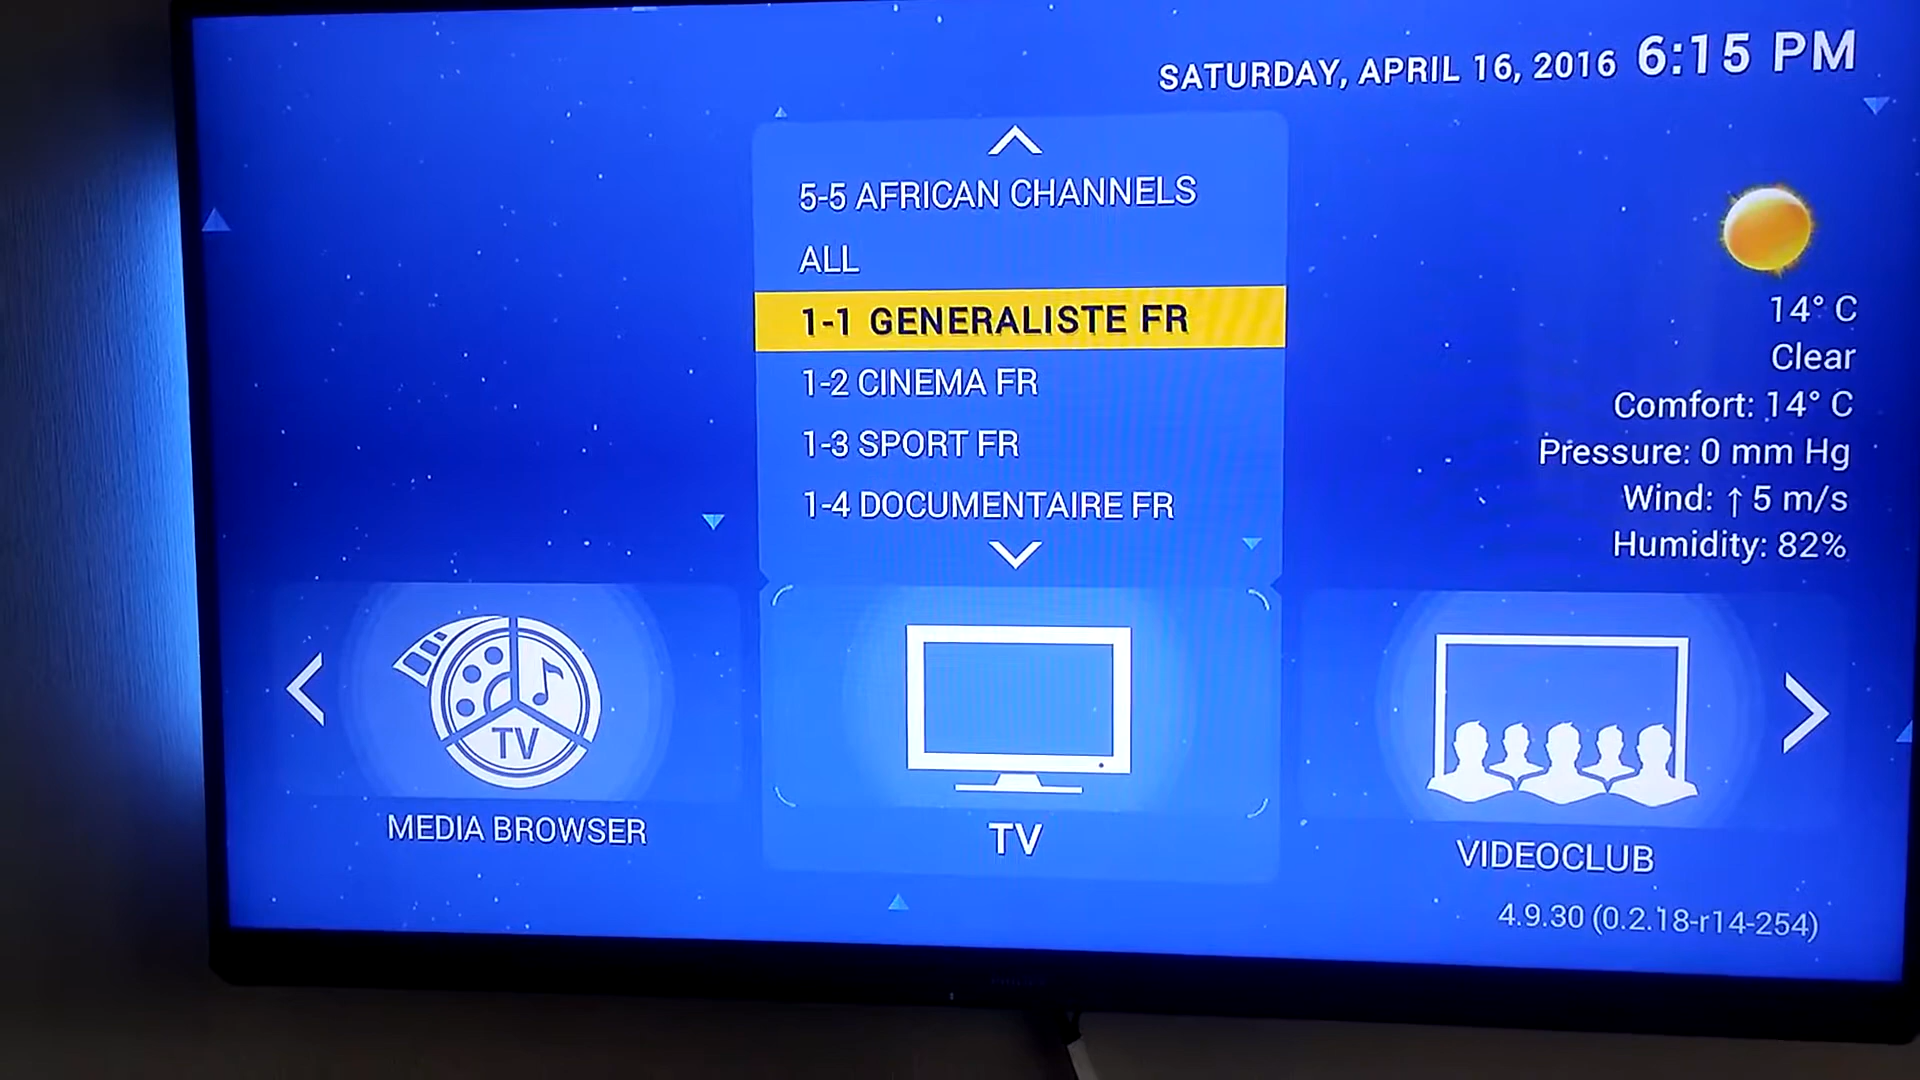 SATURDAY, APRIL 16, 2016 6:15 PM
5-5 AFRICAN CHANNELS
ALL
1-1 GENERALISTE FR
1-2 CINEMA FR
1-3 SPORT FR
1-4 DOCUMENTAIRE FR
14° C
Clear
Comfort: 14° C
Pressure: 0 mm Hg
Wind: ↑ 5 m/s
Humidity: 82%
TV
MEDIA BROWSER
TV
VIDEOCLUB
4.9.30 (0.2.18-r14-254)